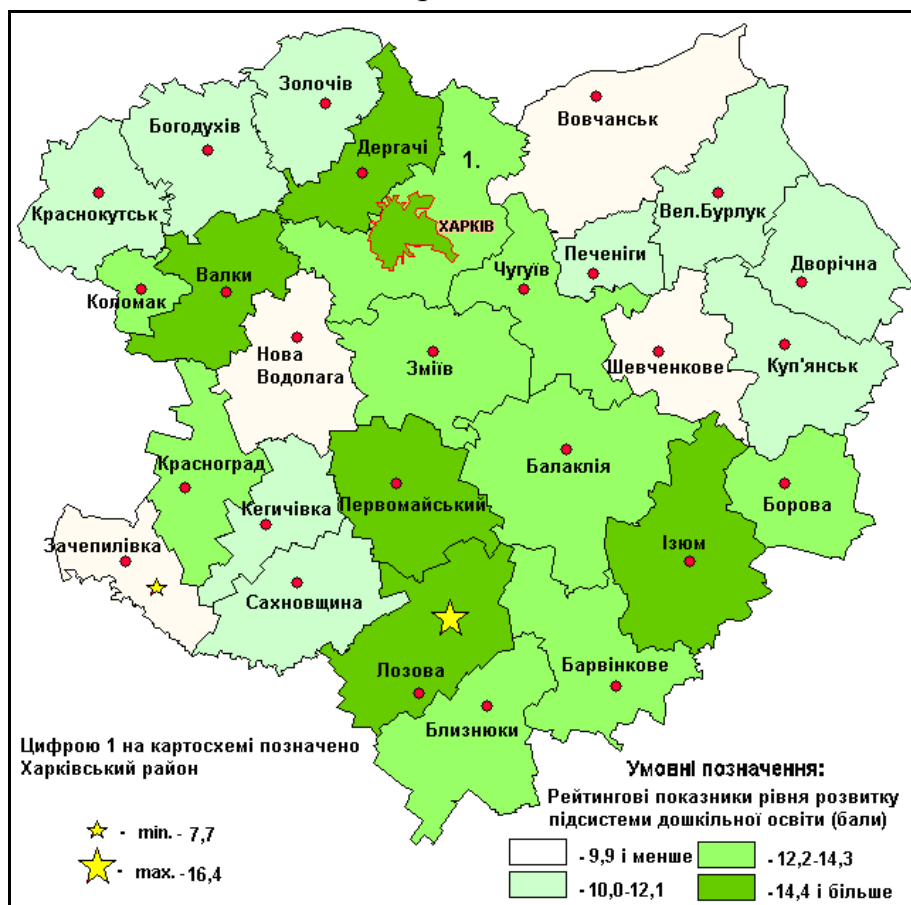 Золочів
Богодухів
Вовчанськ
Дергачі
1.
Краснокутськ
Вел.Бурлук
ХАРКІВ
Печеніги
Чугуїв
Дворічна
Валки
Коломак
Нова
Водолага
Зміїв
Шевченкове
Куп'янськ
Красноград
Балаклія
Первомайський
Борова
Кегичівка
Зачепилівка
Ізюм
Сахновщина
Лозова
Барвінкове
Близнюки
Цифрою 1 на картосхемі позначено
Харківський район
- min. - 7,7
- max. - 16,4
Умовні позначення:
Рейтингові показники рівня розвитку
підсистеми дошкільної освіти (бали)
- 9,9 і менше
- 12,2-14,3
- 10,0-12,1
-14,4 і більше